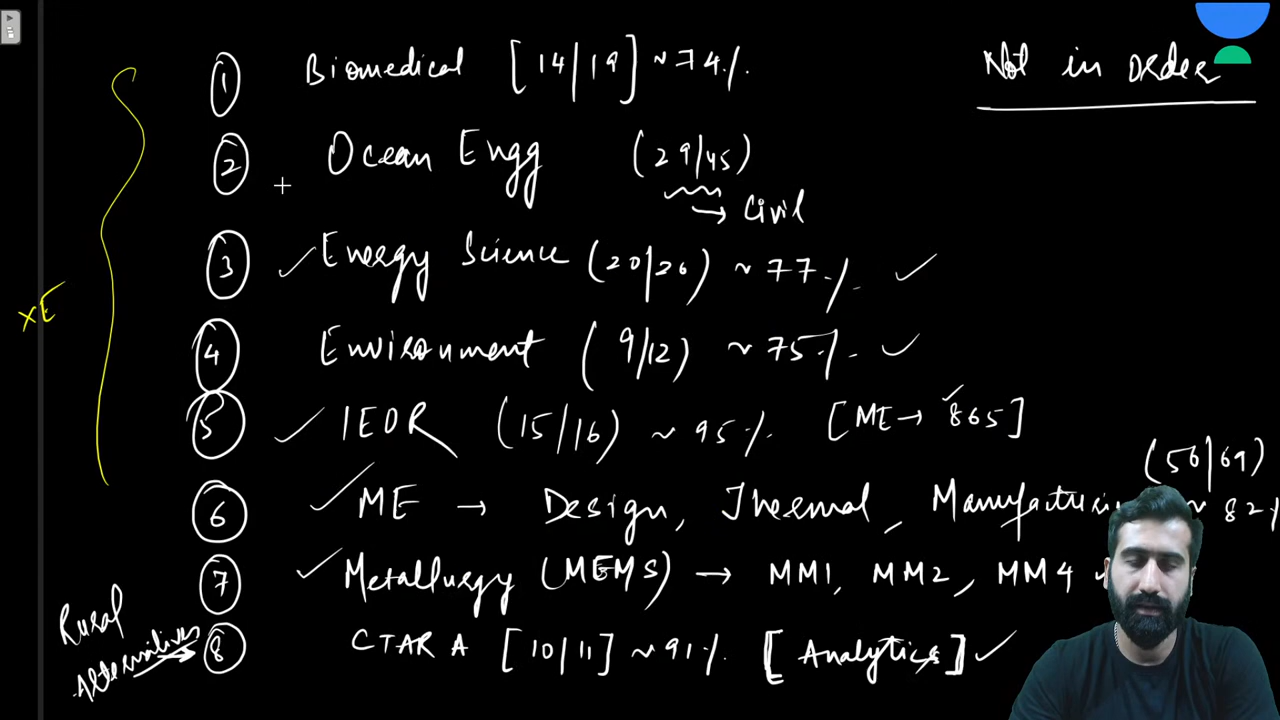 Not in order
① Biomedical [14/19] ~74%.
② Ocean Engg (29/45)
→ Civil
③ ✓ Energy Science (20/26) ~77%. ✓
④ Environment (9/12) ~75%. ✓
XE
⑤ ✓ IEOR (15/16) ~95%. [ME→ 865]
(56/69)
⑥ ✓ ME → Design, Thermal, ~82%
⑦ ✓ Metallurgy (MEMS) → MM1, MM2, MM4
Rural Alternatives
⑧ CTARA [10/11] ~91%. [Analytics] ✓